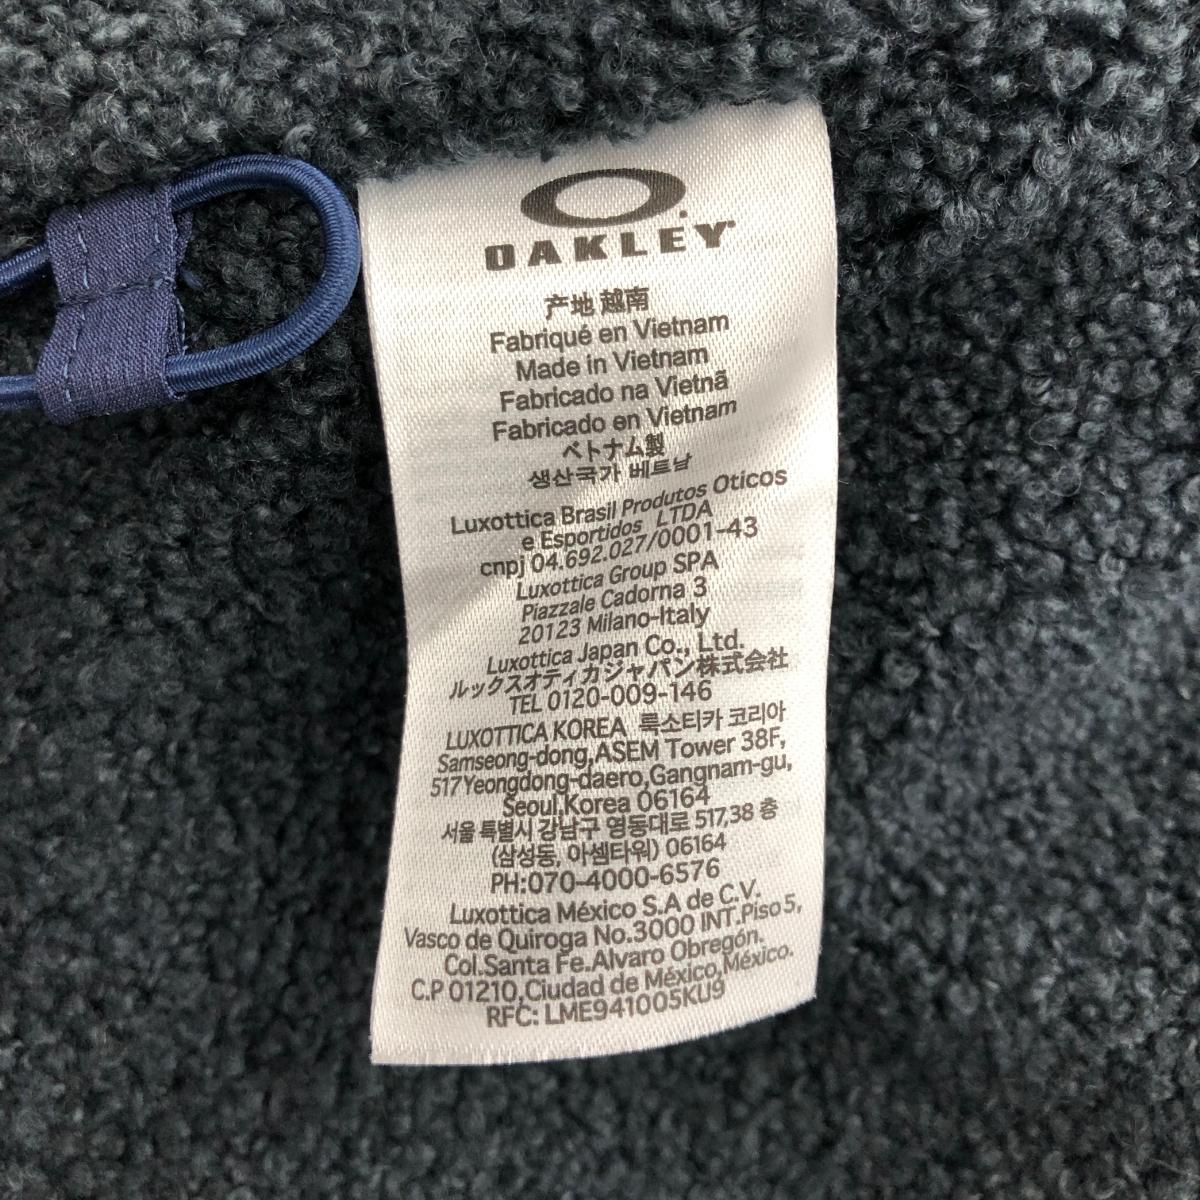 OAKLEY
产地 越南
Fabriqué en Vietnam
Made in Vietnam
Fabricado na Vietnã
Fabricado en Vietnam
ベトナム製
생산국가 베트남
Luxottica Brasil Produtos Oticos
e Esportidos LTDA
cnpj 04.692.027/0001-43
Luxottica Group SPA
Piazzale Cadorna 3
20123 Milano-Italy
Luxottica Japan Co., Ltd.
ルックスオティカジャパン株式会社
TEL 0120-009-146
LUXOTTICA KOREA 룩소티카 코리아
Samseong-dong,ASEM Tower 38F,
517Yeongdong-daero,Gangnam-gu,
Seoul,Korea 06164
서울 특별시 강남구 영동대로 517,38 층
(삼성동, 아셈타워) 06164
PH:070-4000-6576
Luxottica México S.A de C.V.
Vasco de Quiroga No.3000 INT.Piso 5,
Col.Santa Fe.Alvaro Obregón.
C.P 01210,Ciudad de México,México.
RFC: LME941005KU9